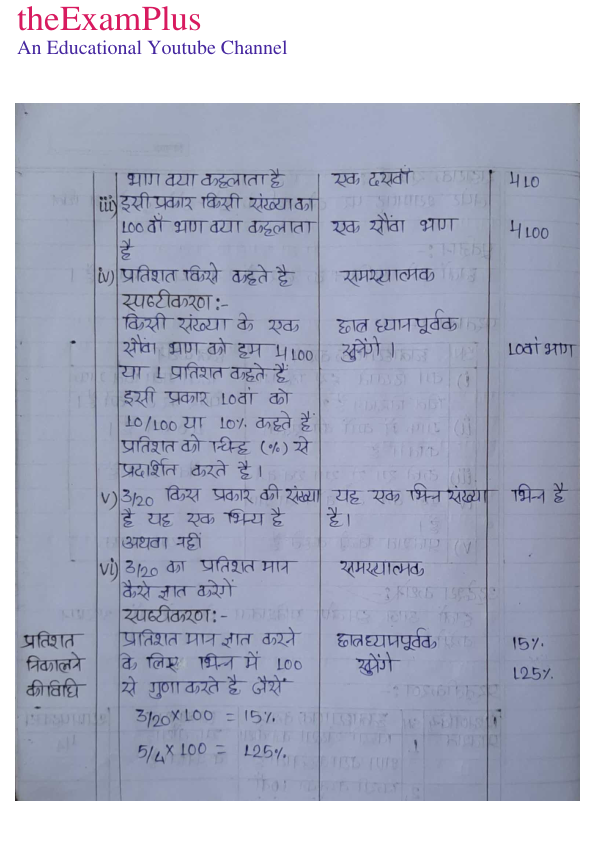 theExamPlus
An Educational Youtube Channel
भाग क्या कहलाता है एक दसवाँ 1/10
iii) इसी प्रकार किसी संख्या का
100 वाँ भाग क्या कहलाता एक सौंवा भाग 1/100
है
iv) प्रतिशत किसे कहते है समस्यात्मक
स्पष्टीकरण :-
किसी संख्या के एक छात्र ध्यानपूर्वक
सौंवा भाग को हम 1/100 सुनेंगे । 10वां भाग
या 1 प्रतिशत कहते हैं
इसी प्रकार 10वां को
10/100 या 10% कहते हैं
प्रतिशत को चिन्ह (%) से
प्रदर्शित करते है ।
v) 3/20 किस प्रकार की संख्या यह एक भिन्न संख्या भिन्न है
है यह एक भिन्य है है।
अथवा नहीं
vi) 3/20 का प्रतिशत मान समस्यात्मक
कैसे ज्ञात करेगें
स्पष्टीकरण :-
प्रतिशत प्रतिशत मान ज्ञात करने छात्र ध्यानपूर्वक 15%
निकालने के लिए भिन्न में 100 सुनेंगे 125%
की विधि से गुणा करते है जैसे
3/20 × 100 = 15%
5/4 × 100 = 125%